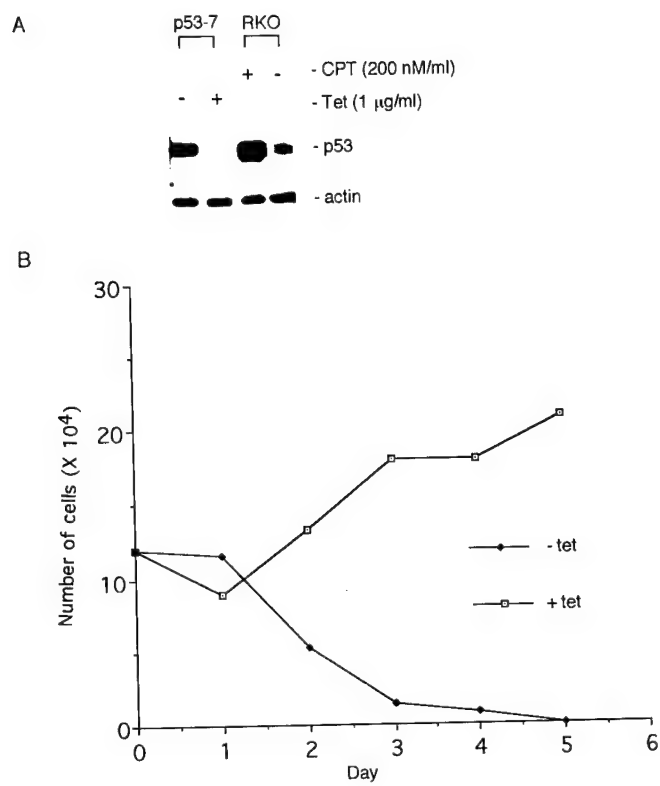 A
p53-7 RKO
+ - - CPT (200 nM/ml)
- + - Tet (1 µg/ml)
- p53
- actin
B
30
20
10
0
Number of cells (X 10⁴)
- tet
+ tet
0 1 2 3 4 5 6
Day